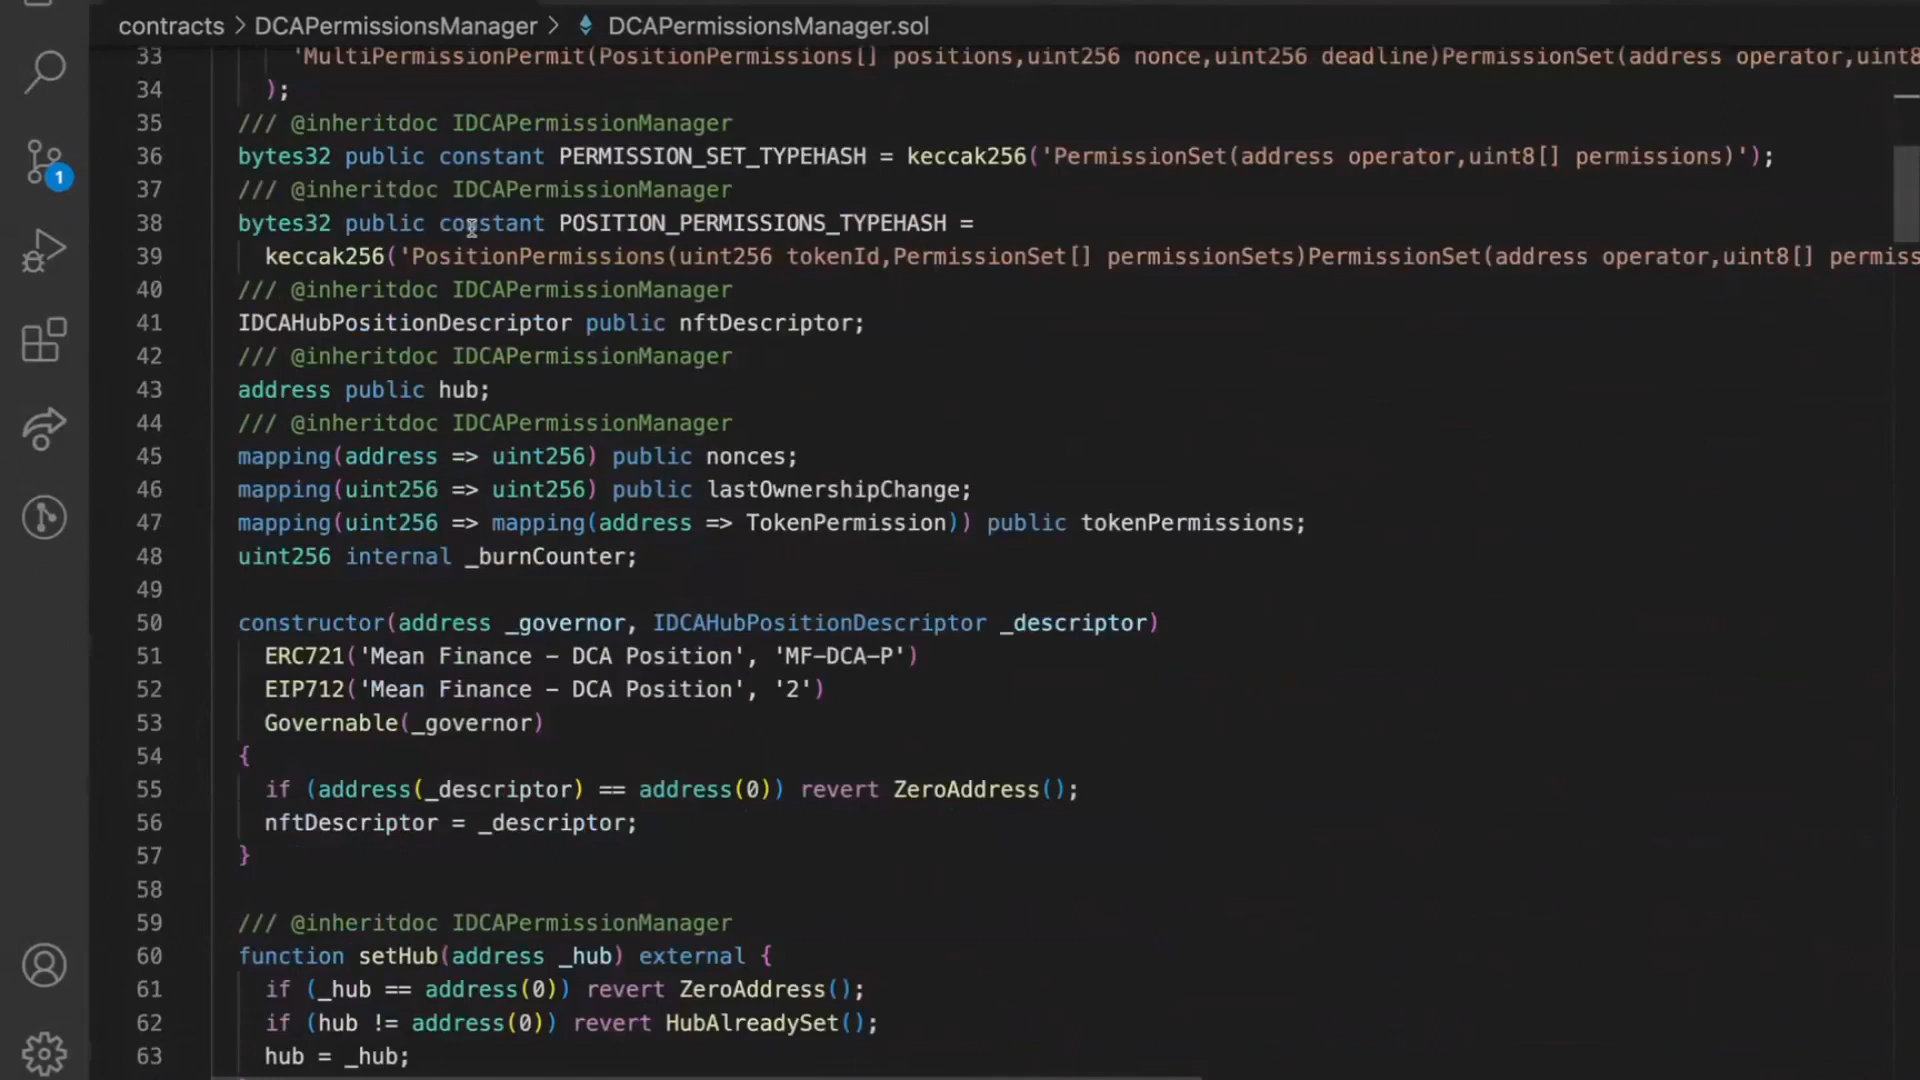 contracts > DCAPermissionsManager > DCAPermissionsManager.sol
33 'MultiPermissionPermit(PositionPermissions[] positions,uint256 nonce,uint256 deadline)PermissionSet(address operator,uint8
34 );
35 /// @inheritdoc IDCAPermissionManager
36 bytes32 public constant PERMISSION_SET_TYPEHASH = keccak256('PermissionSet(address operator,uint8[] permissions)');
37 /// @inheritdoc IDCAPermissionManager
38 bytes32 public constant POSITION_PERMISSIONS_TYPEHASH =
39 keccak256('PositionPermissions(uint256 tokenId,PermissionSet[] permissionSets)PermissionSet(address operator,uint8[] permiss
40 /// @inheritdoc IDCAPermissionManager
41 IDCAHubPositionDescriptor public nftDescriptor;
42 /// @inheritdoc IDCAPermissionManager
43 address public hub;
44 /// @inheritdoc IDCAPermissionManager
45 mapping(address => uint256) public nonces;
46 mapping(uint256 => uint256) public lastOwnershipChange;
47 mapping(uint256 => mapping(address => TokenPermission)) public tokenPermissions;
48 uint256 internal _burnCounter;
49
50 constructor(address _governor, IDCAHubPositionDescriptor _descriptor)
51 ERC721('Mean Finance - DCA Position', 'MF-DCA-P')
52 EIP712('Mean Finance - DCA Position', '2')
53 Governable(_governor)
54 {
55 if (address(_descriptor) == address(0)) revert ZeroAddress();
56 nftDescriptor = _descriptor;
57 }
58
59 /// @inheritdoc IDCAPermissionManager
60 function setHub(address _hub) external {
61 if (_hub == address(0)) revert ZeroAddress();
62 if (hub != address(0)) revert HubAlreadySet();
63 hub = _hub;
1